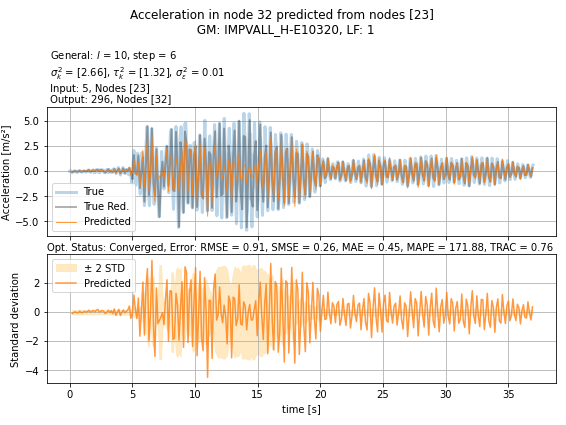 Acceleration in node 32 predicted from nodes [23]
GM: IMPVALL_H-E10320, LF: 1
General: l = 10, step = 6
σ²ₖ = [2.66], τ²ₖ = [1.32], σ²ε = 0.01
Input: 5, Nodes [23]
Output: 296, Nodes [32]
Acceleration [m/s²]
5.0
2.5
0.0
−2.5
−5.0
True
True Red.
Predicted
Opt. Status: Converged, Error: RMSE = 0.91, SMSE = 0.26, MAE = 0.45, MAPE = 171.88, TRAC = 0.76
Standard deviation
2
0
−2
−4
± 2 STD
Predicted
0 5 10 15 20 25 30 35
time [s]